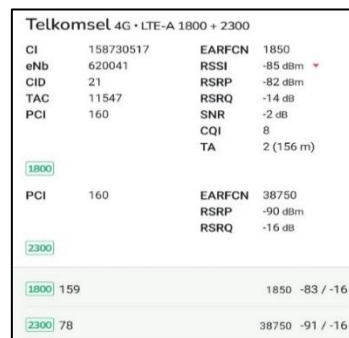 Telkomsel 4G • LTE-A 1800 + 2300
CI 158730517 EARFCN 1850
eNb 620041 RSSI -85 dBm
CID 21 RSRP -82 dBm
TAC 11547 RSRQ -14 dB
PCI 160 SNR -2 dB
CQI 8
TA 2 (156 m)
1800
PCI 160 EARFCN 38750
RSRP -90 dBm
RSRQ -16 dB
2300
1800 159 1850 -83 / -16
2300 78 38750 -91 / -16